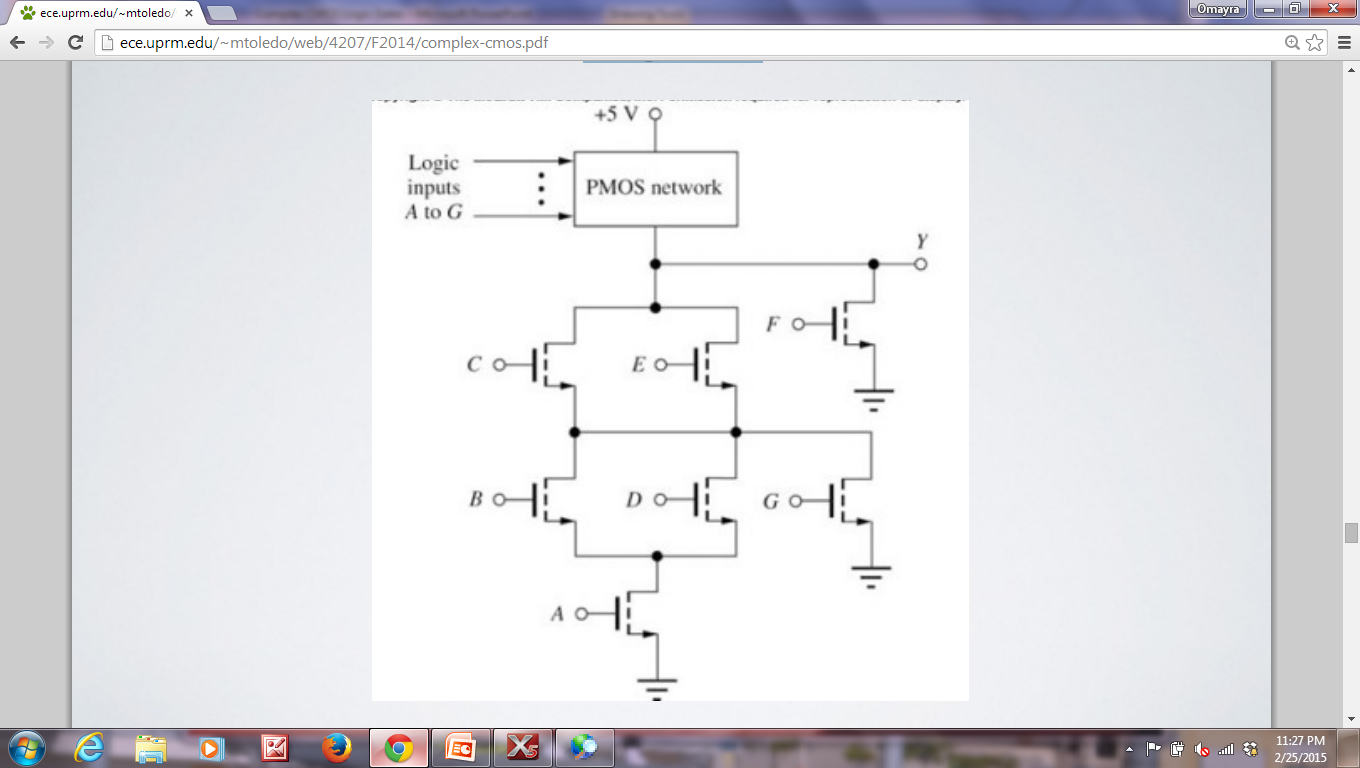 ece.uprm.edu/~mtoledo/
Omayra
ece.uprm.edu/~mtoledo/web/4207/F2014/complex-cmos.pdf
+5 V
Logic
inputs
A to G
PMOS network
Y
F
C
E
B
D
G
A
11:27 PM
2/25/2015